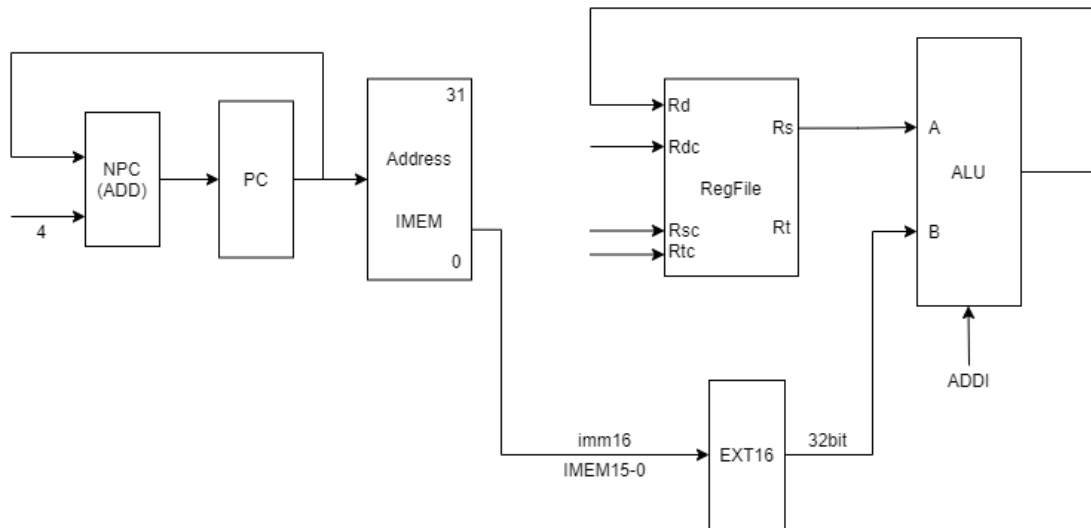 NPC
(ADD)
4
PC
31
Address
IMEM
0
Rd
Rdc
Rs
RegFile
Rsc
Rt
Rtc
A
ALU
B
ADDI
imm16
IMEM15-0
EXT16
32bit